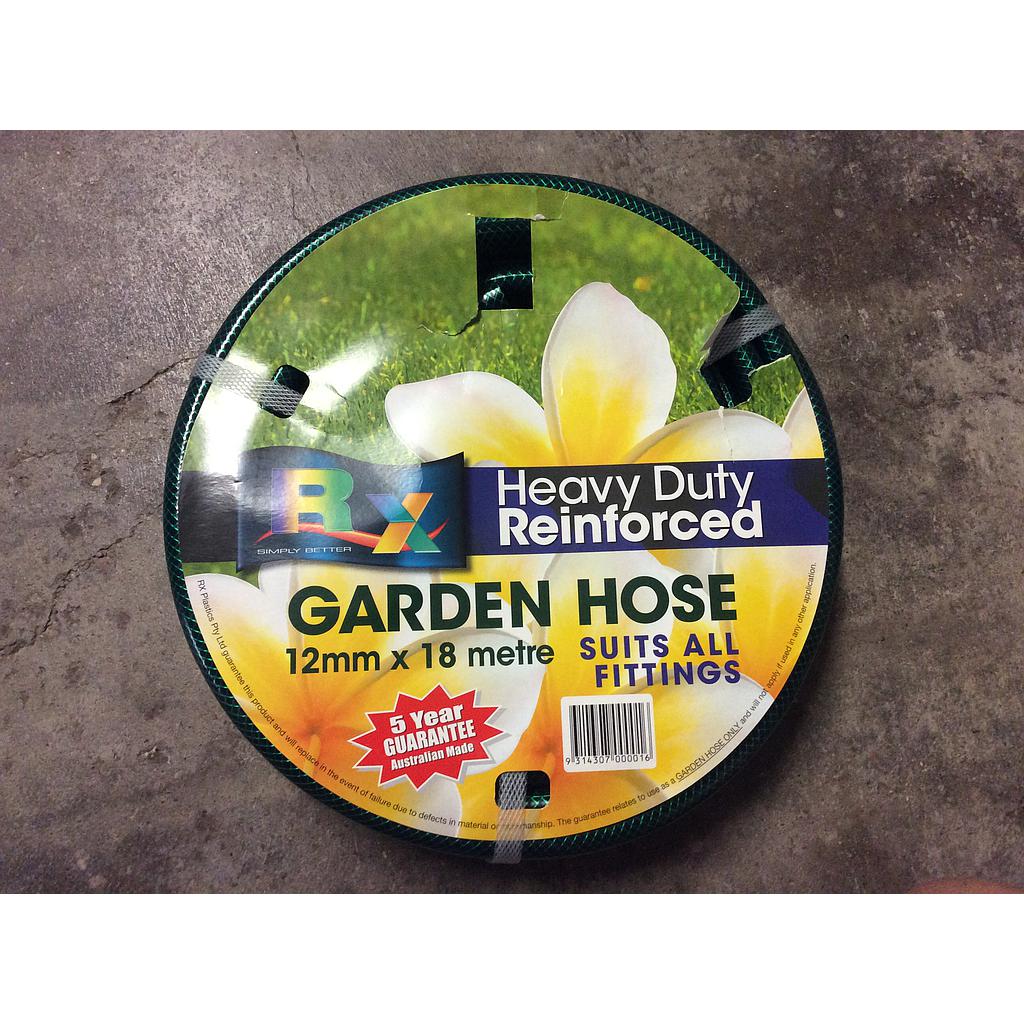 Heavy Duty
Reinforced
RX
SIMPLY BETTER
GARDEN HOSE
12mm x 18 metre
SUITS ALL
FITTINGS
5 Year
GUARANTEE
Australian Made
9 314307 000016
RX Plastics Pty Ltd guarantee this product and will replace in the event of failure due to defects in material or manship. The guarantee relates to use as a GARDEN HOSE ONLY and will not apply if used in any other application.